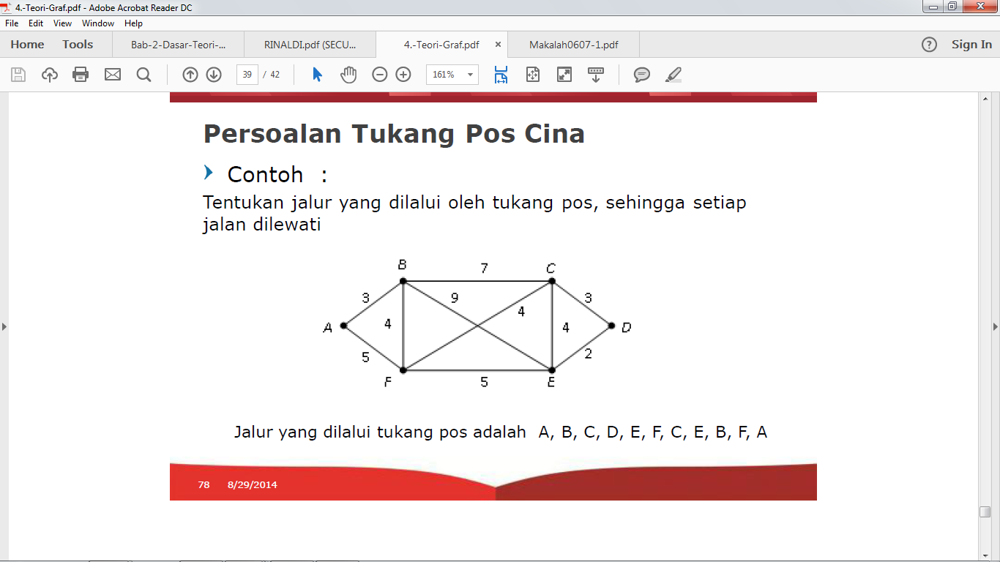 4.-Teori-Graf.pdf - Adobe Acrobat Reader DC
File Edit View Window Help
Home Tools Bab-2-Dasar-Teori-... RINALDI.pdf (SECU... 4.-Teori-Graf.pdf × Makalah0607-1.pdf ? Sign In
39 / 42 161%
Persoalan Tukang Pos Cina
Contoh :
Tentukan jalur yang dilalui oleh tukang pos, sehingga setiap
jalan dilewati
B 7 C
3 9 3
4
A 4 4 D
5 2
F 5 E
Jalur yang dilalui tukang pos adalah A, B, C, D, E, F, C, E, B, F, A
78 8/29/2014